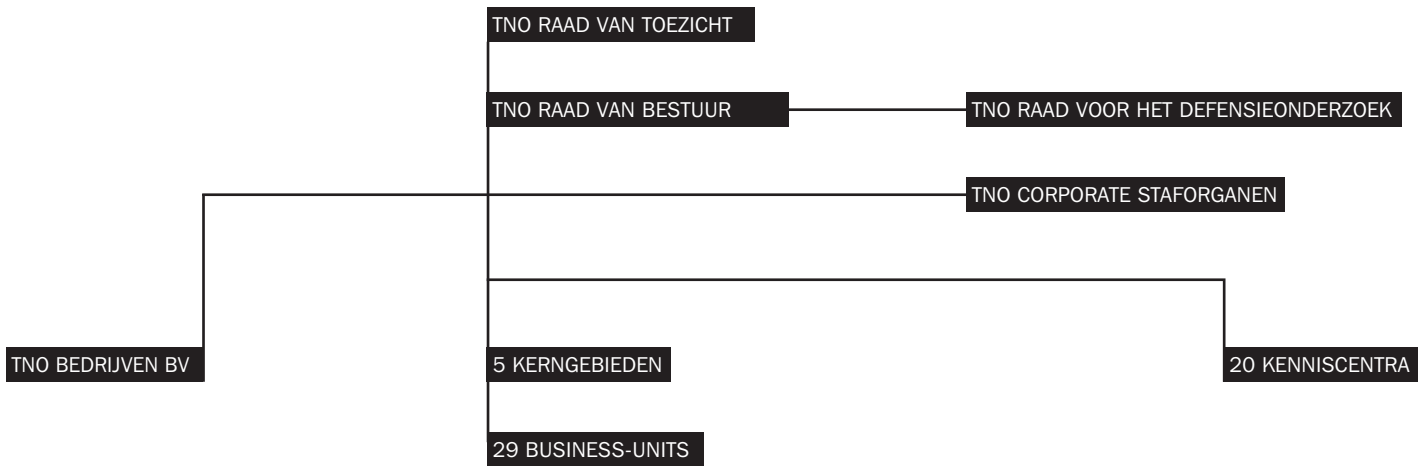 TNO RAAD VAN TOEZICHT
TNO RAAD VAN BESTUUR
TNO RAAD VOOR HET DEFENSIEONDERZOEK
TNO CORPORATE STAFORGANEN
TNO BEDRIJVEN BV
5 KERNGEBIEDEN
20 KENNISCENTRA
29 BUSINESS-UNITS